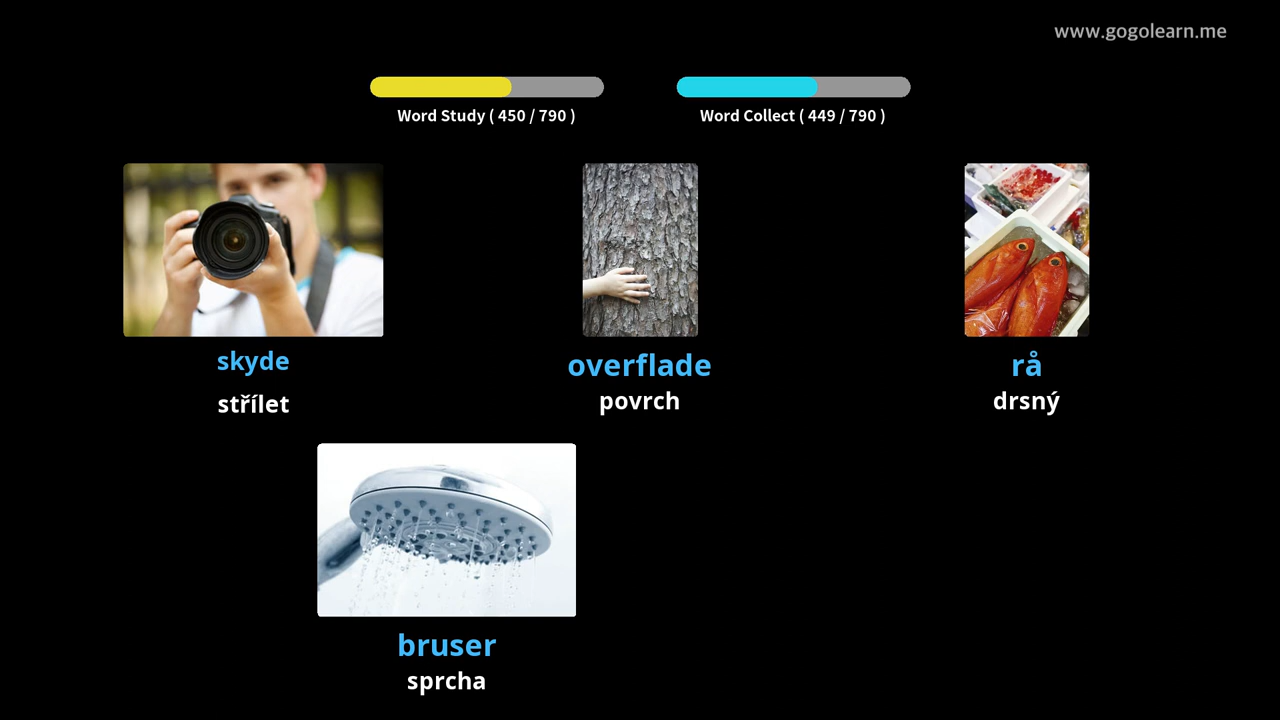 www.gogolearn.me
Word Study ( 450 / 790 )
Word Collect ( 449 / 790 )
skyde
střílet
overflade
povrch
rå
drsný
bruser
sprcha